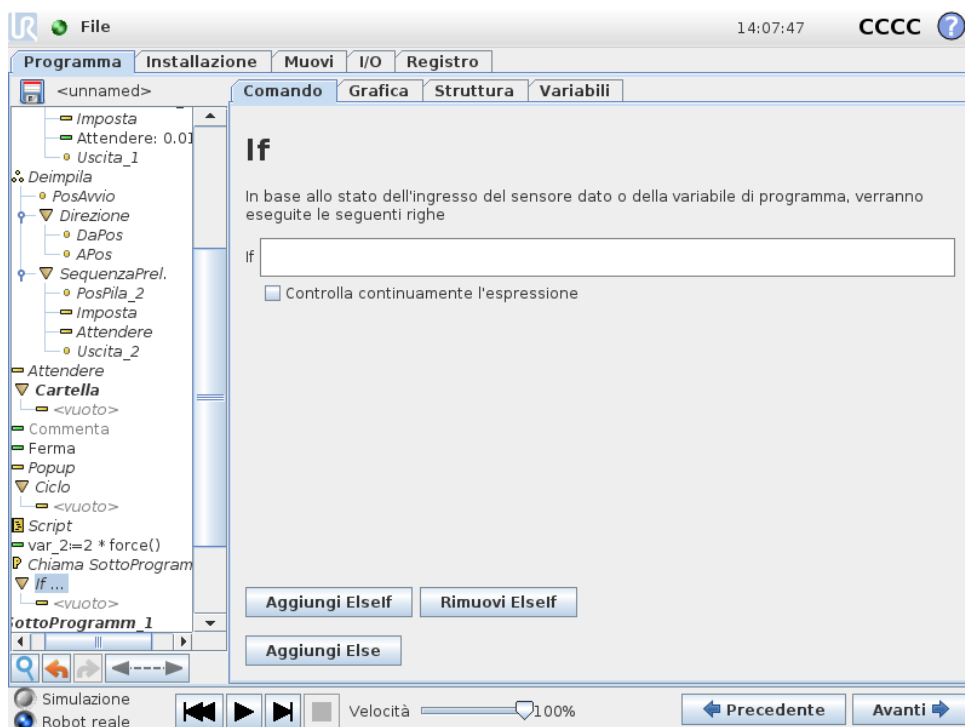 UR File 14:07:47 CCCC ?
Programma Installazione Muovi I/O Registro
<unnamed>
Comando Grafica Struttura Variabili
Imposta
Attendere: 0.01
Uscita_1
Deimpila
PosAvvio
Direzione
DaPos
APos
SequenzaPrel.
PosPila_2
Imposta
Attendere
Uscita_2
Attendere
Cartella
<vuoto>
Commenta
Ferma
Popup
Ciclo
<vuoto>
Script
var_2:=2 * force()
Chiama SottoProgram
If ...
<vuoto>
SottoProgramm_1
If
In base allo stato dell'ingresso del sensore dato o della variabile di programma, verranno
eseguite le seguenti righe
If
Controlla continuamente l'espressione
Aggiungi ElseIf Rimuovi ElseIf
Aggiungi Else
Simulazione
Robot reale
Velocità 100%
Precedente Avanti